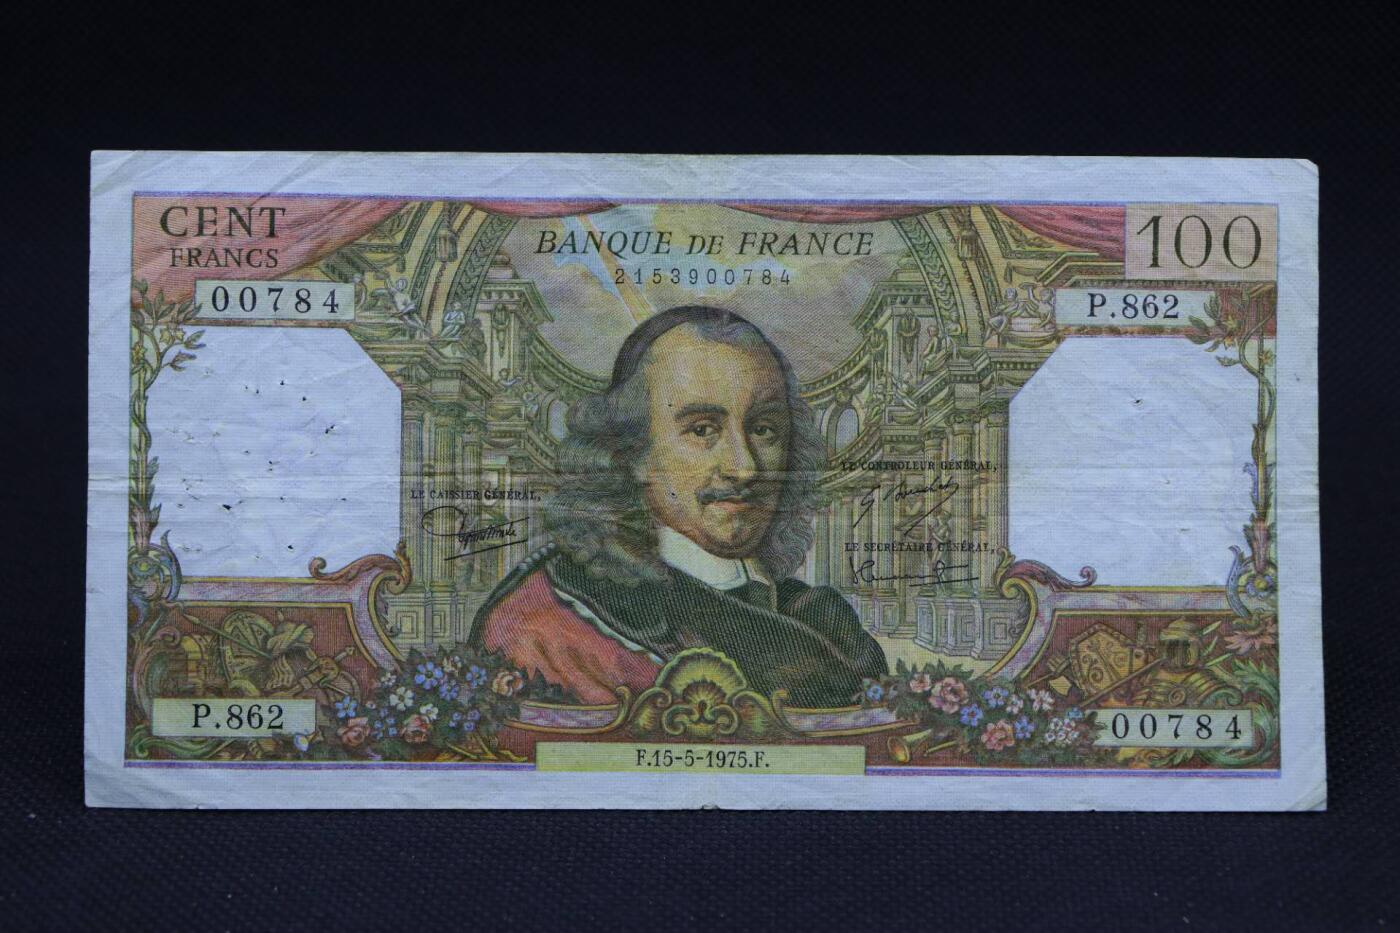 CENT
FRANCS
00784
BANQUE DE FRANCE
2153900784
100
P.862
LE CAISSIER GÉNÉRAL,
LE CONTROLEUR GÉNÉRAL,
LE SECRÉTAIRE GÉNÉRAL,
P.862
00784
F.15-5-1975.F.